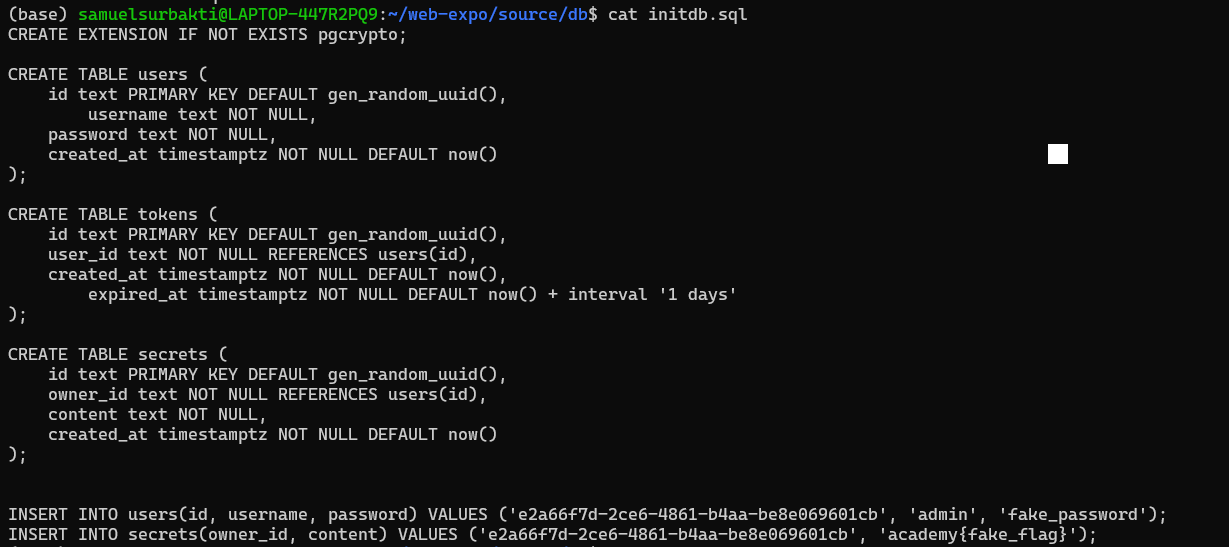 (base) samuelsurbakti@LAPTOP-447R2PQ9:~/web-expo/source/db$ cat initdb.sql
CREATE EXTENSION IF NOT EXISTS pgcrypto;
CREATE TABLE users (
    id text PRIMARY KEY DEFAULT gen_random_uuid(),
        username text NOT NULL,
    password text NOT NULL,
    created_at timestamptz NOT NULL DEFAULT now()
);
CREATE TABLE tokens (
    id text PRIMARY KEY DEFAULT gen_random_uuid(),
    user_id text NOT NULL REFERENCES users(id),
    created_at timestamptz NOT NULL DEFAULT now(),
        expired_at timestamptz NOT NULL DEFAULT now() + interval '1 days'
);
CREATE TABLE secrets (
    id text PRIMARY KEY DEFAULT gen_random_uuid(),
    owner_id text NOT NULL REFERENCES users(id),
    content text NOT NULL,
    created_at timestamptz NOT NULL DEFAULT now()
);
INSERT INTO users(id, username, password) VALUES ('e2a66f7d-2ce6-4861-b4aa-be8e069601cb', 'admin', 'fake_password');
INSERT INTO secrets(owner_id, content) VALUES ('e2a66f7d-2ce6-4861-b4aa-be8e069601cb', 'academy{fake_flag}');